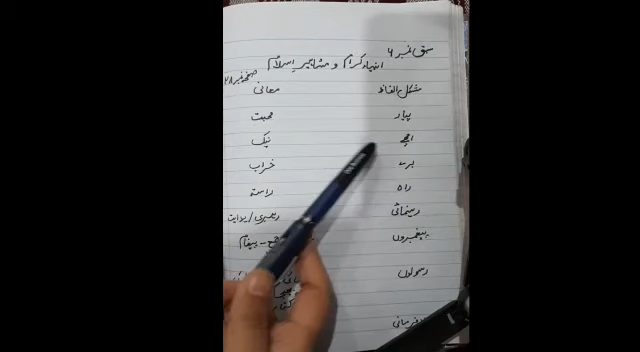 سبق نمبر ۶
انبیاء کرام و مشاہیر اسلام
صفحہ نمبر ۲۸
مشکل الفاظ معانی
پیار محبت
اچھے نیک
برے خراب
راہ راستہ
رہنمائی رہبری / ہدایت
پیغمبروں پیغام
رسولوں